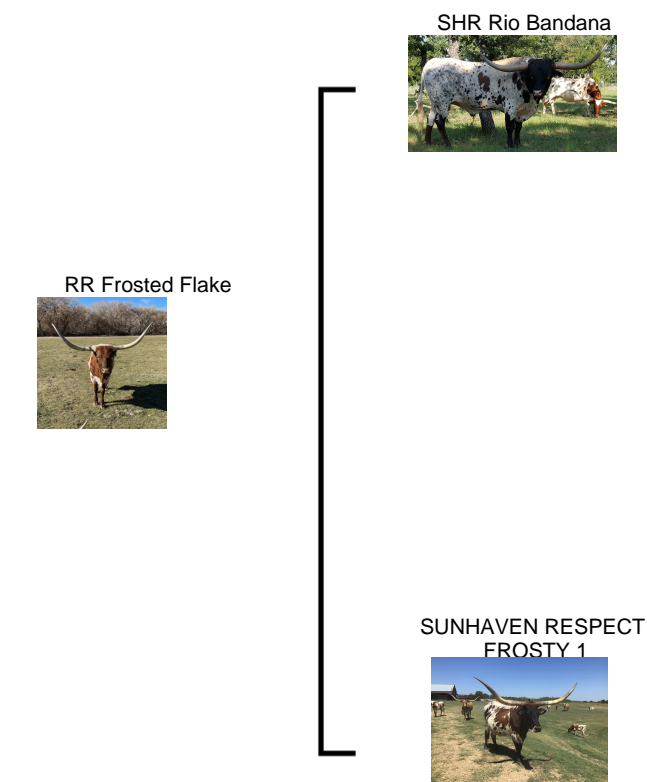 SHR Rio Bandana
RR Frosted Flake
SUNHAVEN RESPECT
FROSTY 1